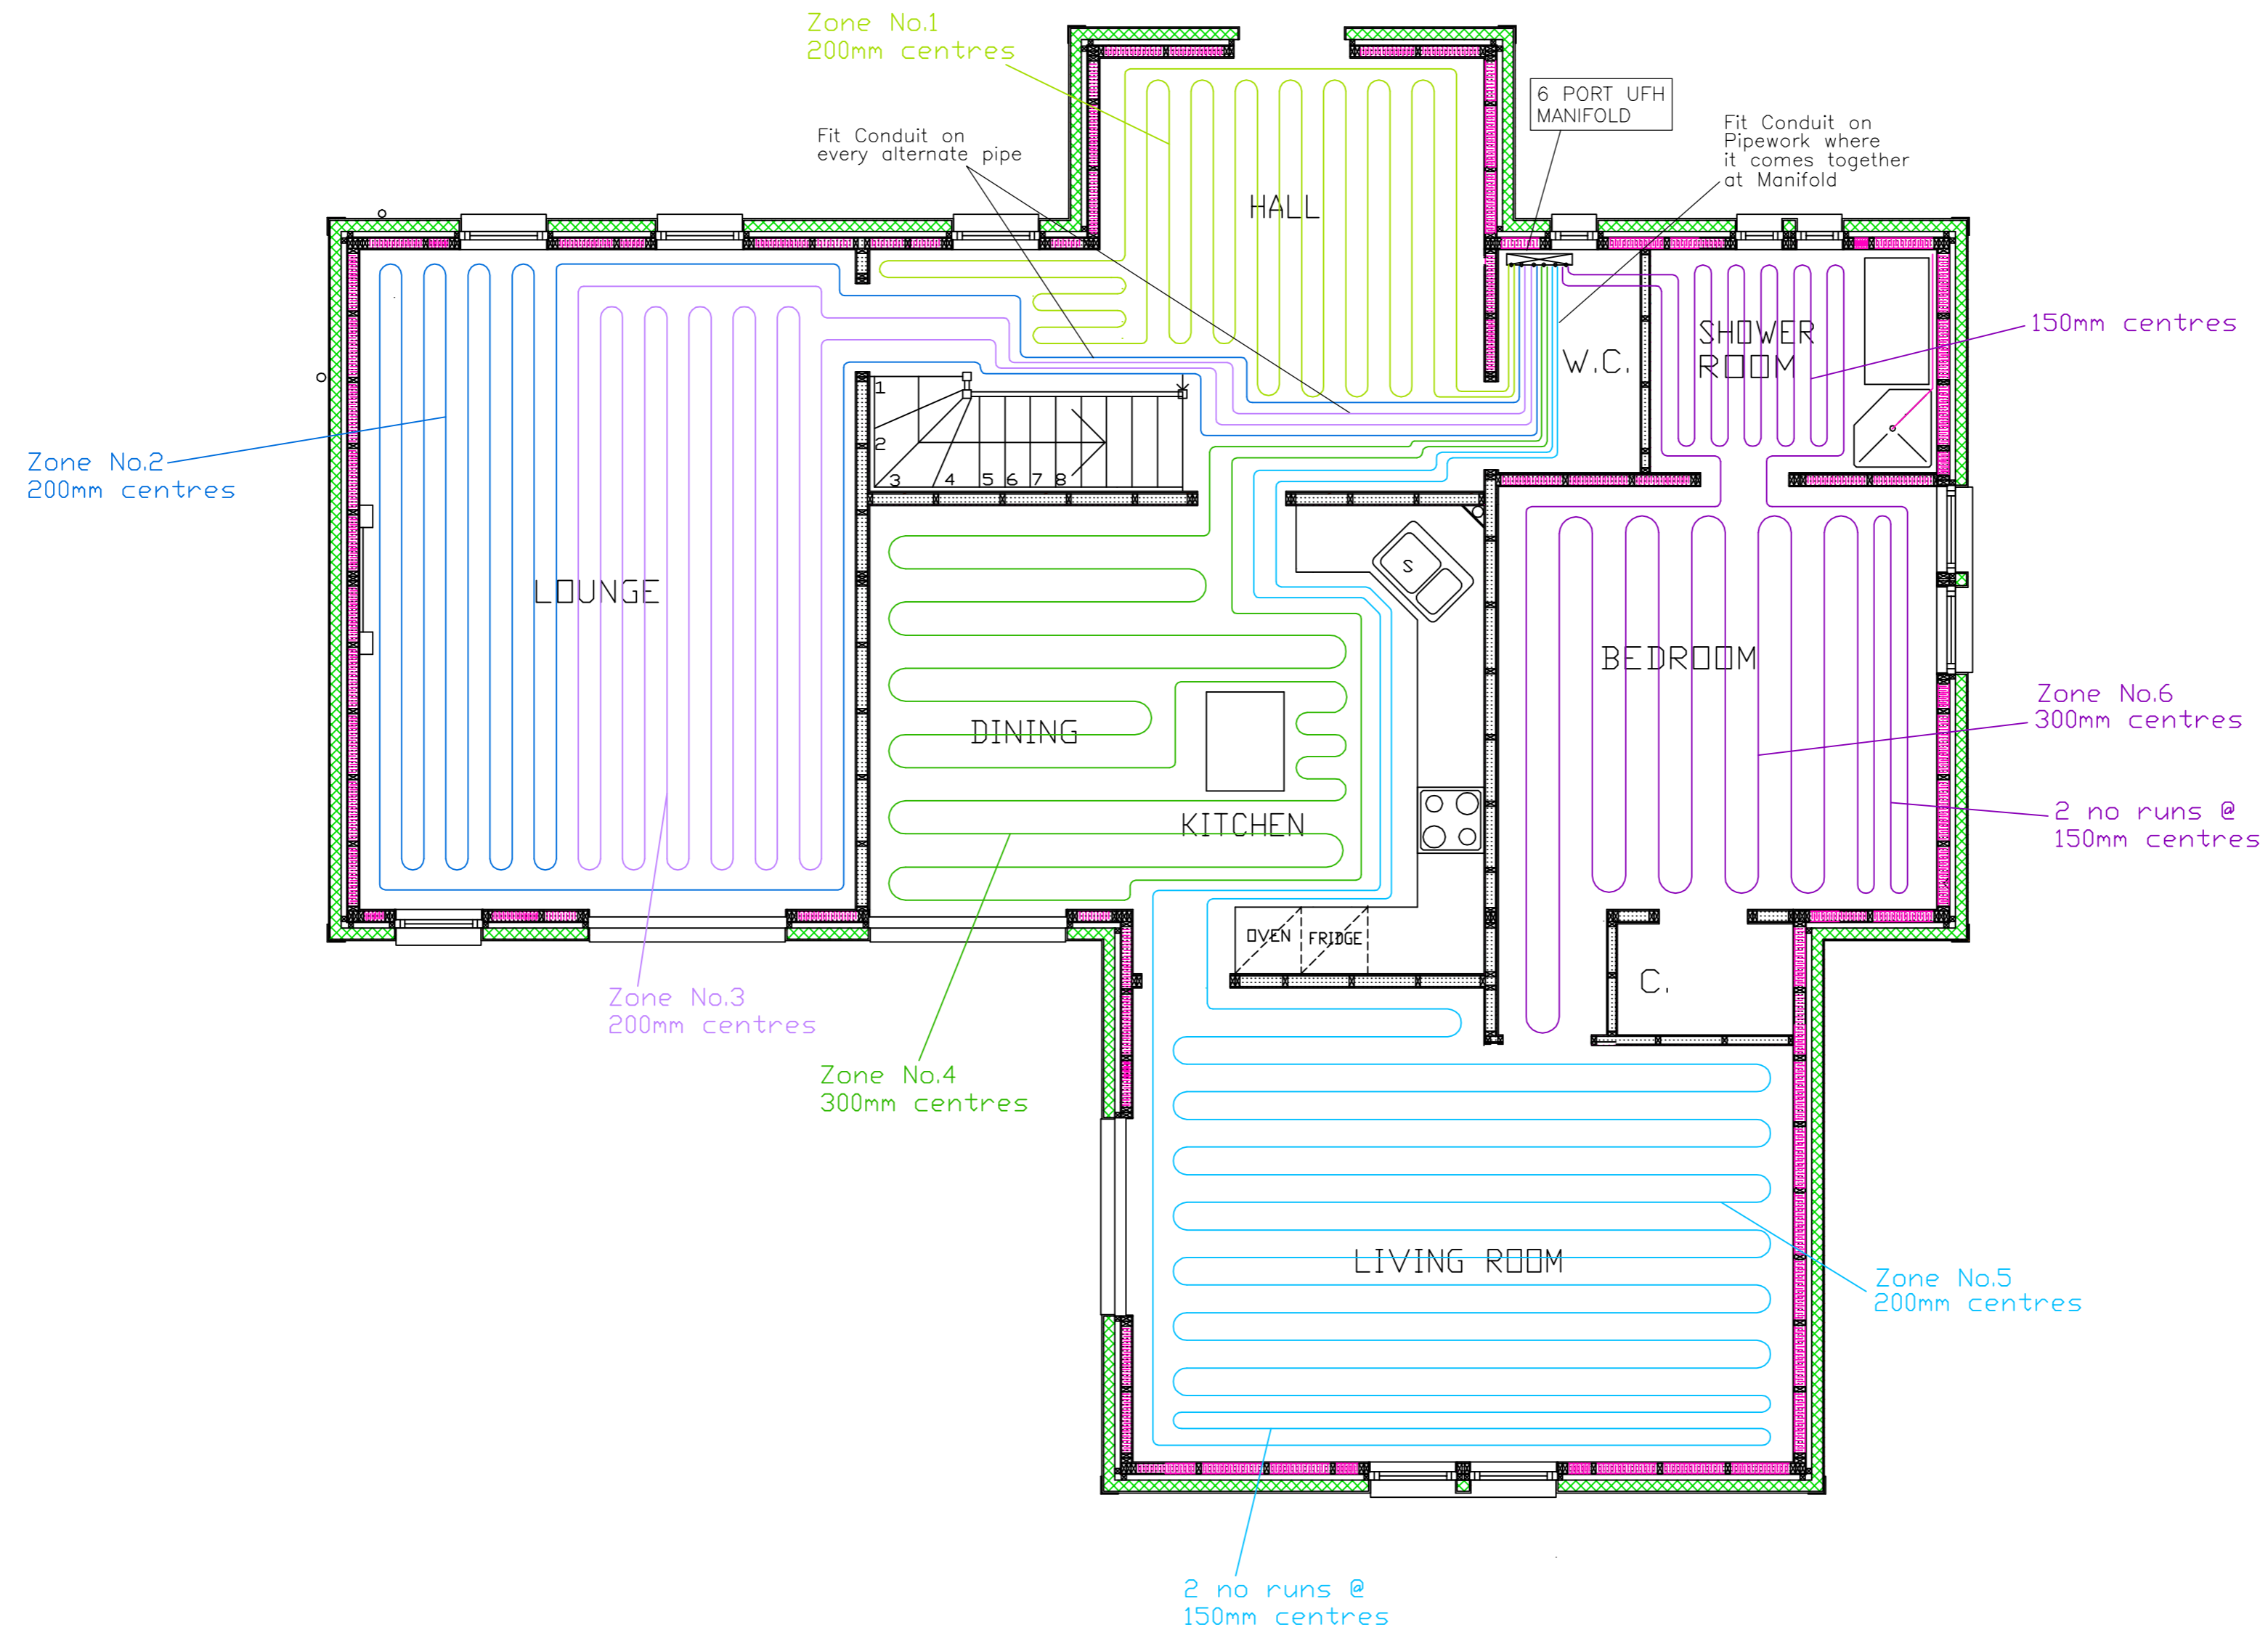 Zone No.1
200mm centres
6 PORT UFH
MANIFOLD
Fit Conduit on
every alternate pipe
Fit Conduit on
Pipework where
it comes together
at Manifold
HALL
SHOWER
ROOM
W.C.
150mm centres
1
2
3 4 5 6 7 8
Zone No.2
200mm centres
LOUNGE
S
BEDROOM
DINING
Zone No.6
300mm centres
KITCHEN
2 no runs @
150mm centres
OVEN FRIDGE
C.
Zone No.3
200mm centres
Zone No.4
300mm centres
LIVING ROOM
Zone No.5
200mm centres
2 no runs @
150mm centres